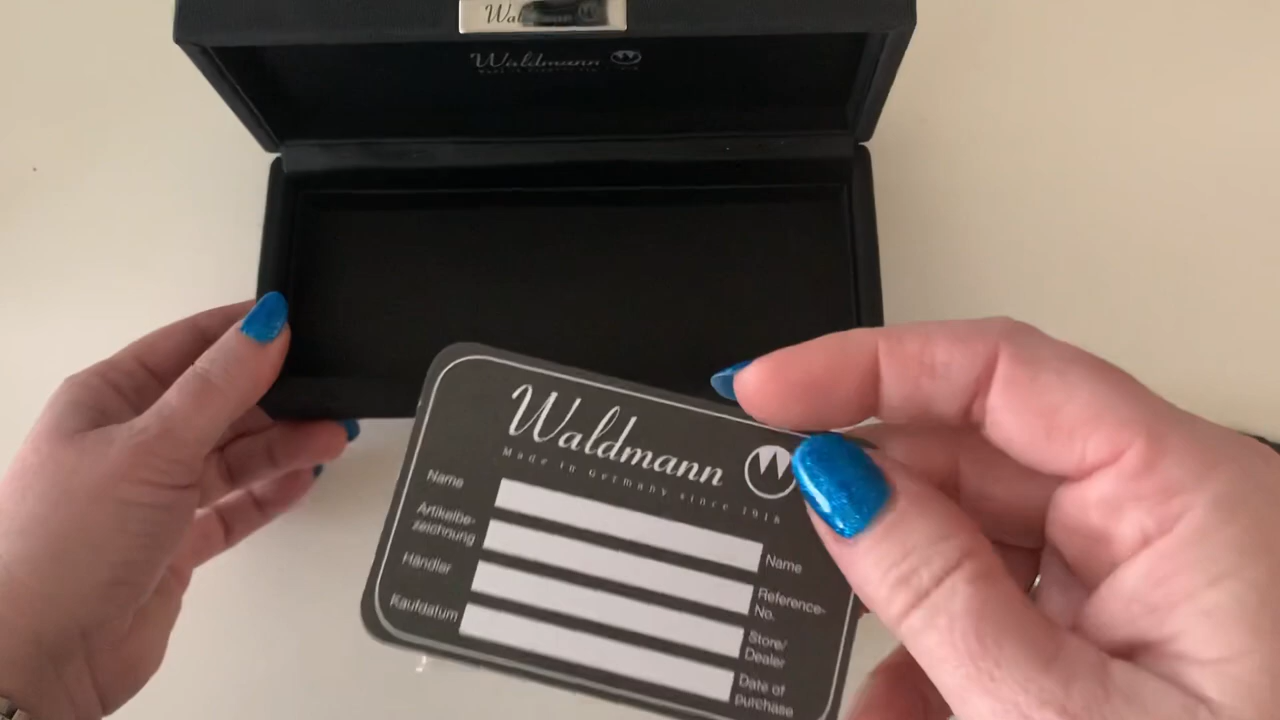 Waldmann
Waldmann
Waldmann
Made in Germany since 1918
Name
Artikelbe-
zeichnung
Händler
Kaufdatum
Name
Reference-
No.
Store/
Dealer
Date of
purchase